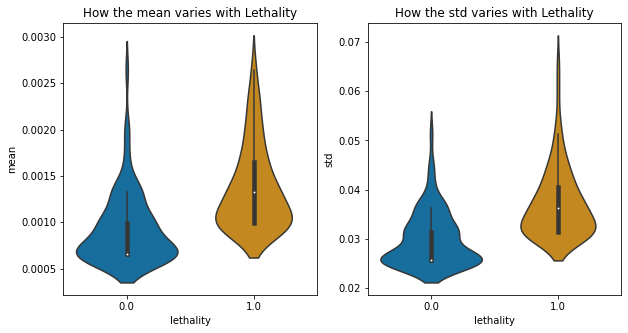 How the mean varies with Lethality
mean
0.0030
0.0025
0.0020
0.0015
0.0010
0.0005
0.0
1.0
lethality
How the std varies with Lethality
std
0.07
0.06
0.05
0.04
0.03
0.02
0.0
1.0
lethality